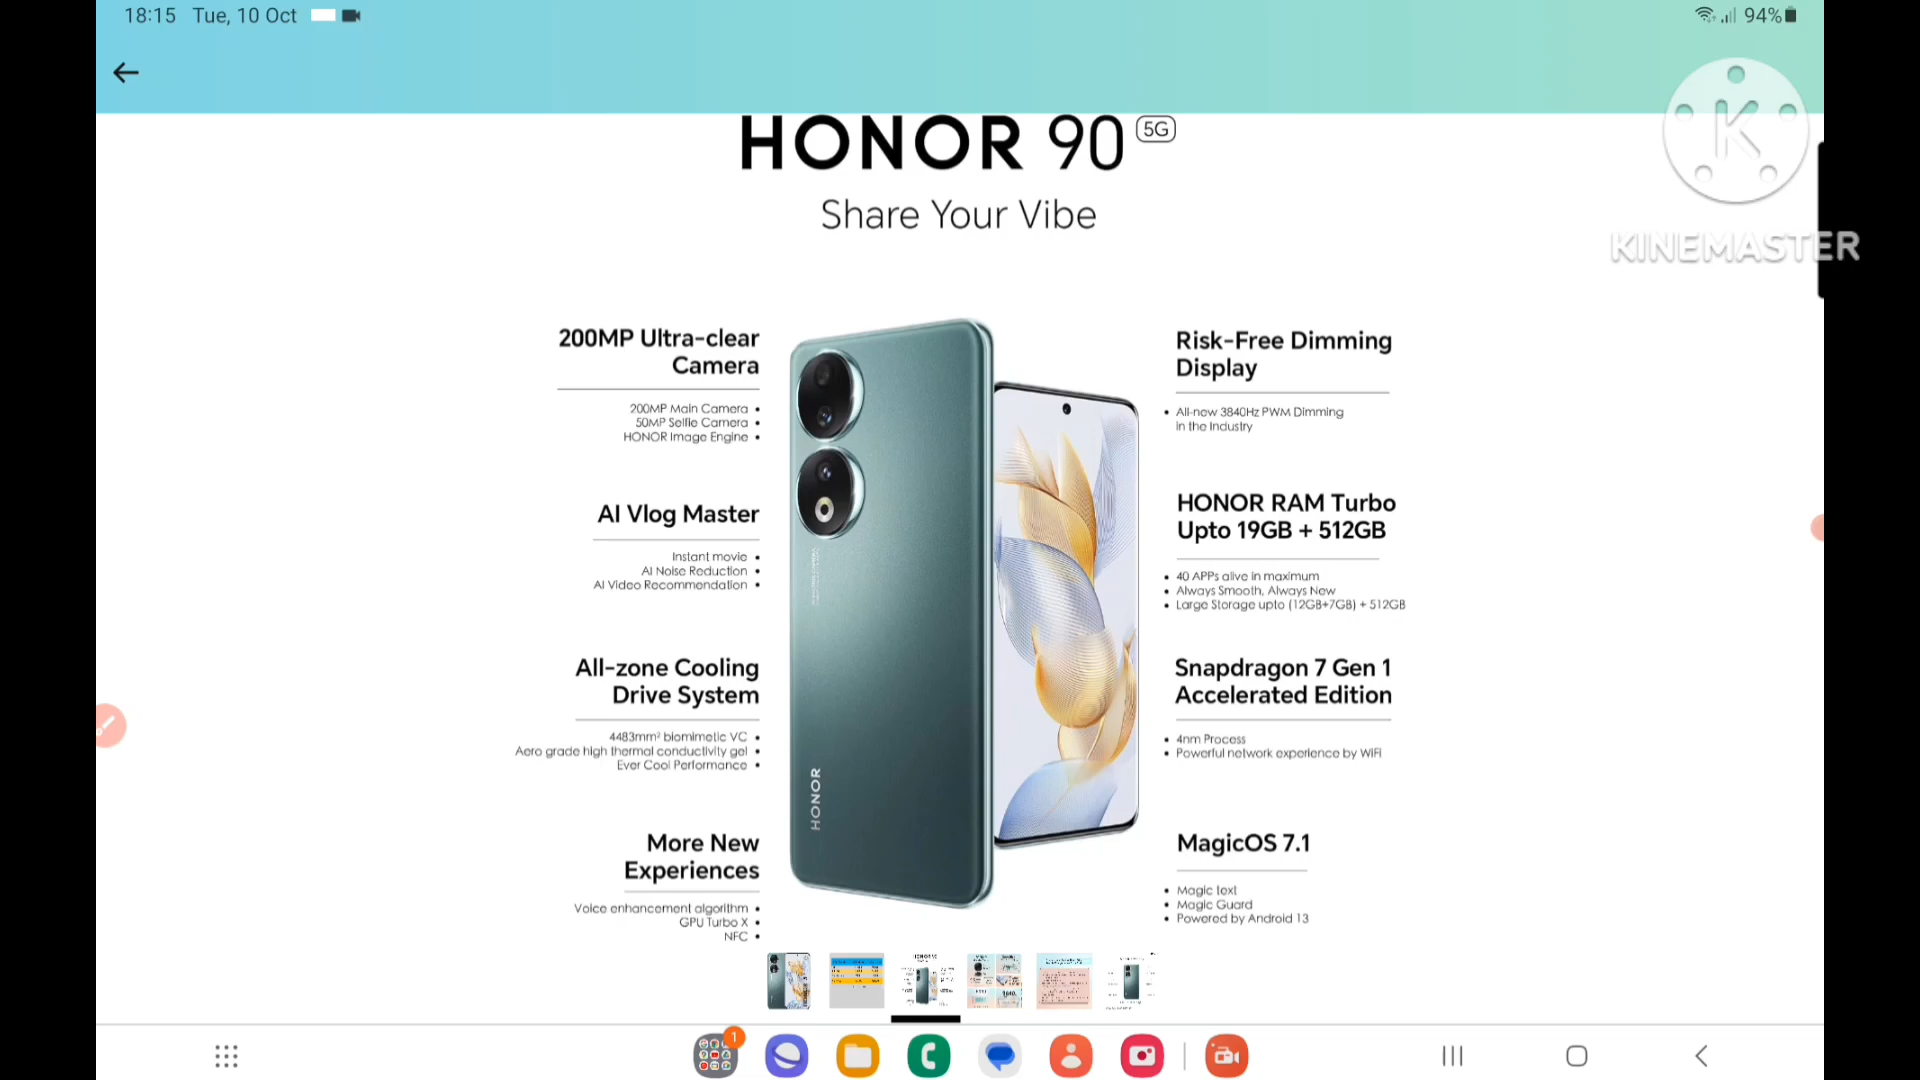 18:15 Tue, 10 Oct
94%
HONOR 90 5G
Share Your Vibe
KINEMASTER
200MP Ultra-clear
Camera
200MP Main Camera •
50MP Selfie Camera •
HONOR Image Engine •
AI Vlog Master
Instant movie •
AI Noise Reduction •
AI Video Recommendation •
All-zone Cooling
Drive System
4483mm² biomimetic VC •
Aero grade high thermal conductivity gel •
Ever Cool Performance •
More New
Experiences
Voice enhancement algorithm •
GPU Turbo X •
NFC •
HONOR
Risk-Free Dimming
Display
• All-new 3840Hz PWM Dimming
in the Industry
HONOR RAM Turbo
Upto 19GB + 512GB
• 40 APPs alive in maximum
• Always Smooth, Always New
• Large Storage upto (12GB+7GB) + 512GB
Snapdragon 7 Gen 1
Accelerated Edition
• 4nm Process
• Powerful network experience by WiFi
MagicOS 7.1
• Magic text
• Magic Guard
• Powered by Android 13
1